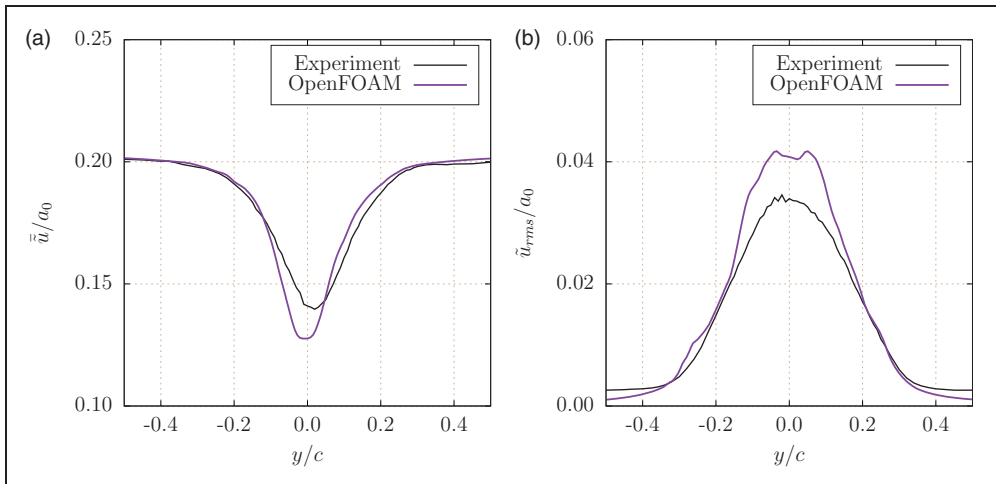 (a)
0.25
0.20
0.15
0.10
-0.4 -0.2 0.0 0.2 0.4
y/c
ũ̄/a₀
Experiment
OpenFOAM
(b)
0.06
0.04
0.02
0.00
-0.4 -0.2 0.0 0.2 0.4
y/c
ũᵣₘₛ/a₀
Experiment
OpenFOAM